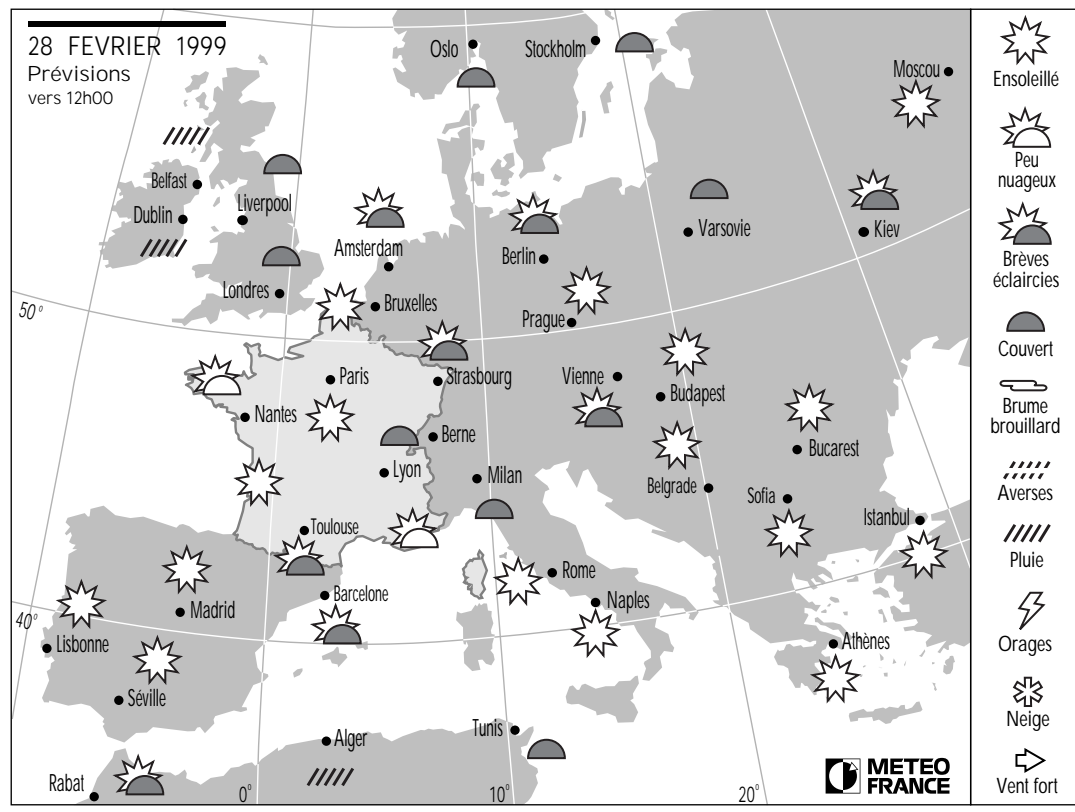 28 FEVRIER 1999
Prévisions
vers 12h00
Oslo
Stockholm
Moscou
Belfast
Dublin
Liverpool
Amsterdam
Berlin
Varsovie
Kiev
Londres
Bruxelles
Prague
50°
Paris
Strasbourg
Vienne
Budapest
Nantes
Berne
Bucarest
Lyon
Milan
Belgrade
Sofia
Istanbul
Toulouse
Barcelone
Rome
Naples
Madrid
40°
Lisbonne
Athènes
Séville
Alger
Tunis
Rabat
0°
10°
20°
METEO
FRANCE
Ensoleillé
Peu
nuageux
Brèves
éclaircies
Couvert
Brume
brouillard
Averses
Pluie
Orages
Neige
Vent fort